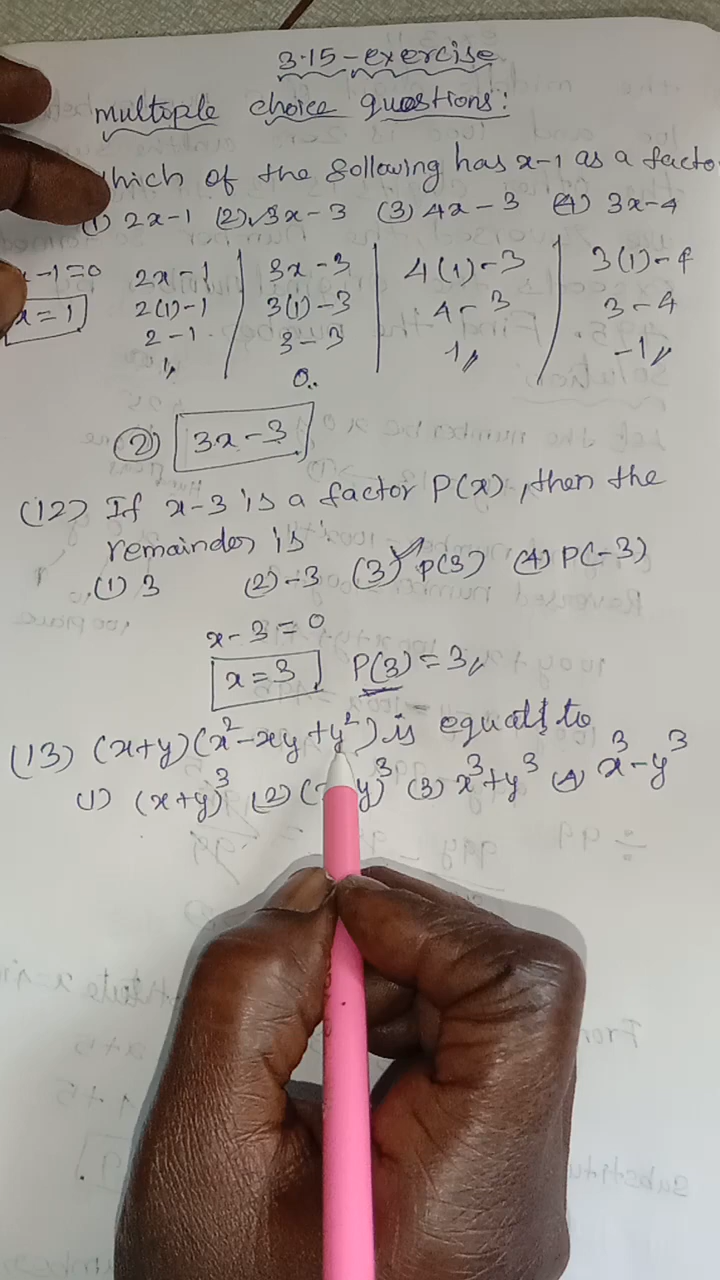 3.15-exercise
multiple choice questions:
hich of the following has x-1 as a facto
(1) 2x-1 (2) 3x-3 (3) 4x-3 (4) 3x-4
x-1=0 2x-1 3x-3 4(1)-3 3(1)-4
x=1 2(1)-1 3(1)-3 4-3 3-4
2-1 3-3 1 -1
1 0
(2) 3x-3
(12) If x-3 is a factor P(x), then the
remainder is
(1) 3 (2) -3 (3) P(3) (4) P(-3)
x-3=0
x=3 P(3)=3
(13) (x+y)(x²-xy+y²) is equal to
(1) (x+y)³ (2) ( y)³ (3) x³+y³ (4) x³-y³